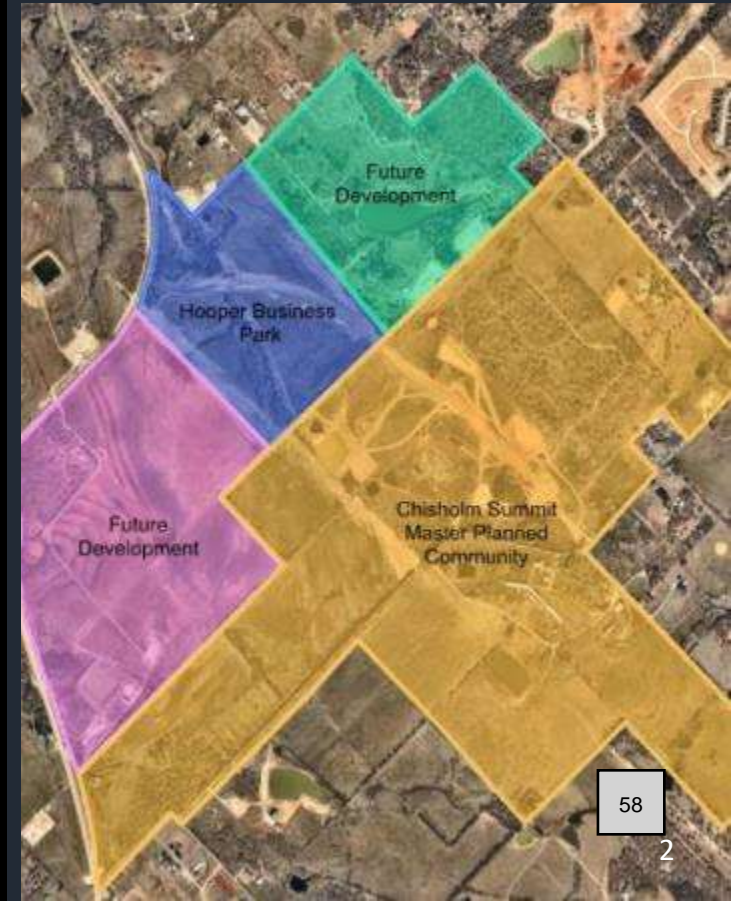 Future
Development
Hooper Business
Park
Future
Development
Chisholm Summit
Master Planned
Community
58
2